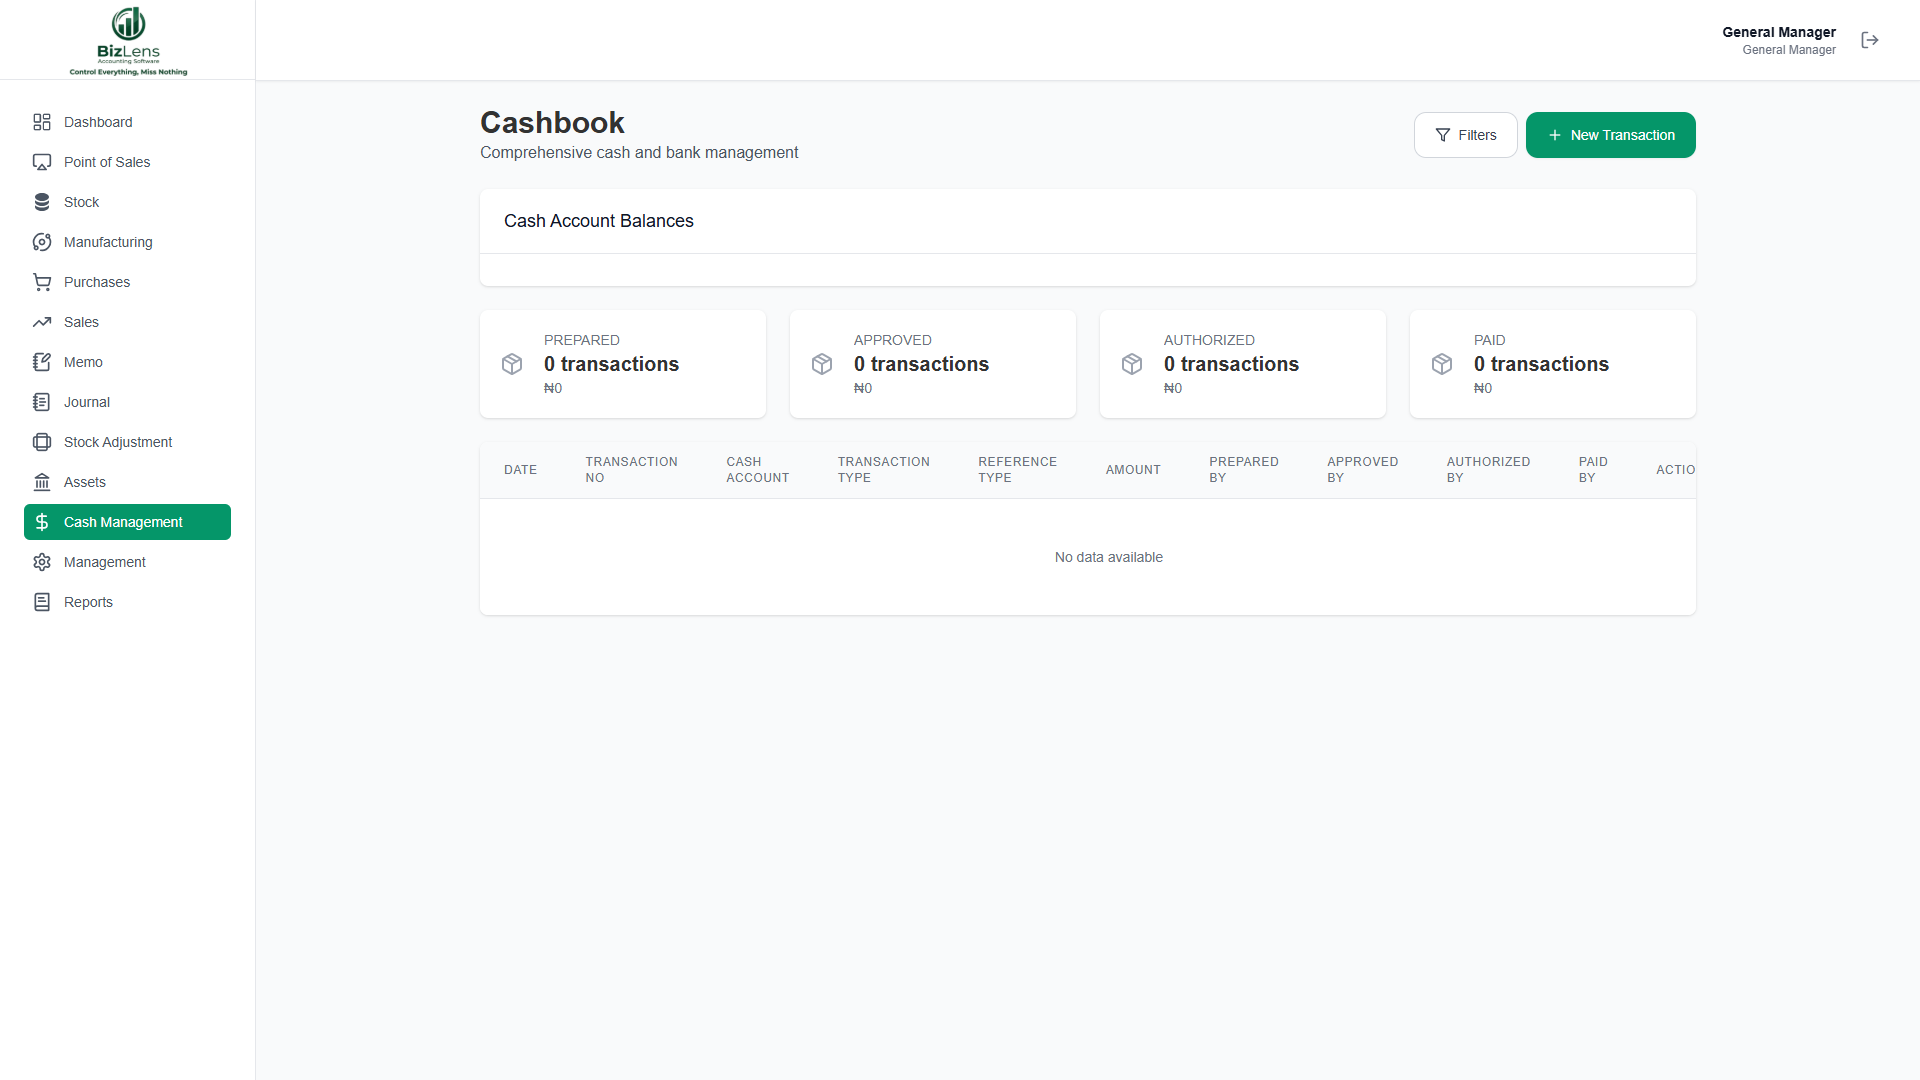 BizLens
Accounting Software
Control Everything, Miss Nothing
General Manager
General Manager
Dashboard
Point of Sales
Stock
Manufacturing
Purchases
Sales
Memo
Journal
Stock Adjustment
Assets
Cash Management
Management
Reports
Cashbook
Comprehensive cash and bank management
Filters
New Transaction
Cash Account Balances
PREPARED
0 transactions
₦0
APPROVED
0 transactions
₦0
AUTHORIZED
0 transactions
₦0
PAID
0 transactions
₦0
DATE
TRANSACTION
NO
CASH
ACCOUNT
TRANSACTION
TYPE
REFERENCE
TYPE
AMOUNT
PREPARED
BY
APPROVED
BY
AUTHORIZED
BY
PAID
BY
ACTIO
No data available